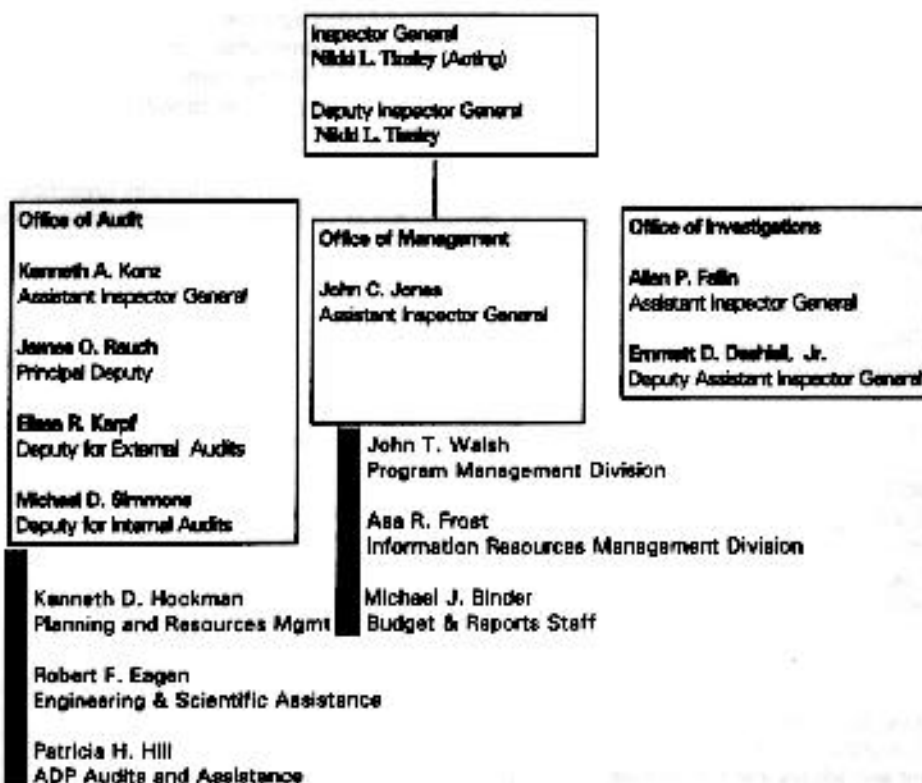 Inspector General
Nikki L. Tinsley (Acting)
Deputy Inspector General
Nikki L. Tinsley
Office of Audit
Kenneth A. Konz
Assistant Inspector General
James O. Rauch
Principal Deputy
Elissa R. Karpf
Deputy for External Audits
Michael D. Simmons
Deputy for Internal Audits
Kenneth D. Hockman
Planning and Resources Mgmt
Robert F. Eagen
Engineering & Scientific Assistance
Patricia H. Hill
ADP Audits and Assistance
Office of Management
John C. Jones
Assistant Inspector General
John T. Walsh
Program Management Division
Asa R. Frost
Information Resources Management Division
Michael J. Binder
Budget & Reports Staff
Office of Investigations
Allen P. Fallin
Assistant Inspector General
Emmett D. Dashiell, Jr.
Deputy Assistant Inspector General